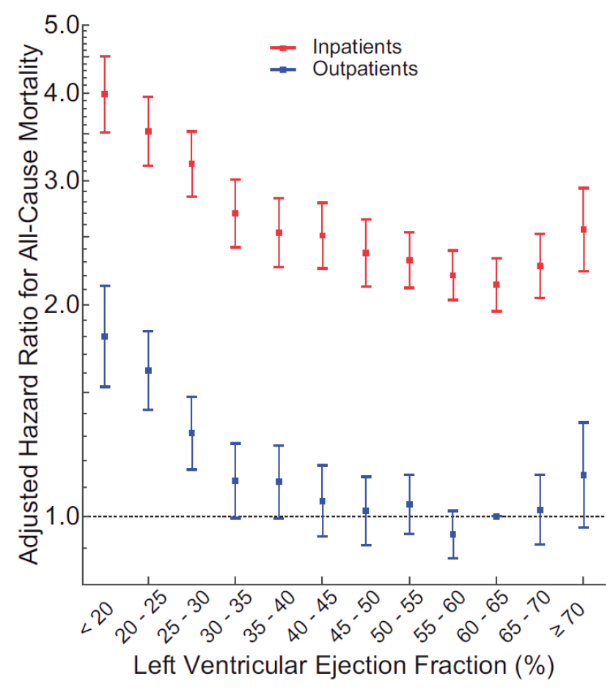 Adjusted Hazard Ratio for All-Cause Mortality
5.0
4.0
3.0
2.0
1.0
Inpatients
Outpatients
< 20
20 - 25
25 - 30
30 - 35
35 - 40
40 - 45
45 - 50
50 - 55
55 - 60
60 - 65
65 - 70
≥ 70
Left Ventricular Ejection Fraction (%)